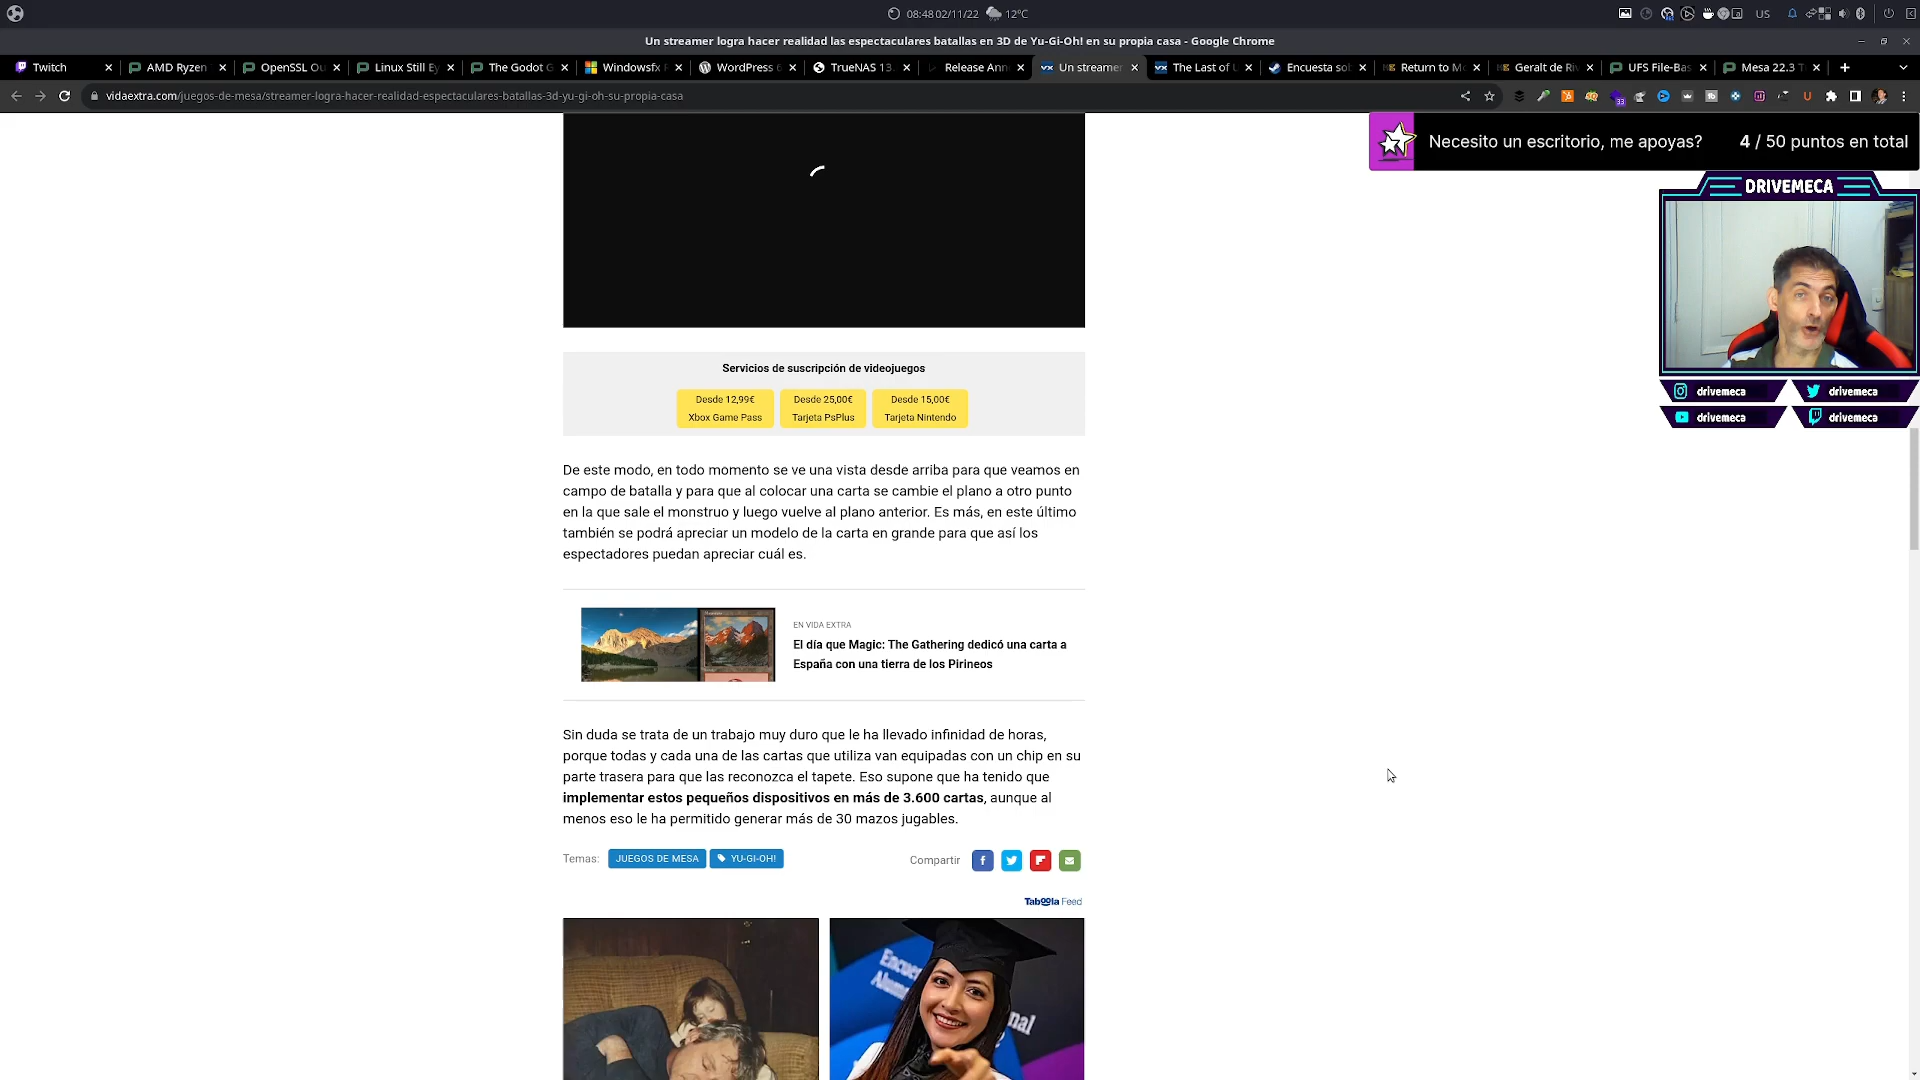 08:48 02/11/22 12°C
US
Un streamer logra hacer realidad las espectaculares batallas en 3D de Yu-Gi-Oh! en su propia casa - Google Chrome
Twitch
AMD Ryzen
OpenSSL Ou
Linux Still Ey
The Godot G
Windowsfx
WordPress 6
TrueNAS 13.
Release Ann
Un streamer
The Last of U
Encuesta sob
Return to Mo
Geralt de Riv
UFS File-Bas
Mesa 22.3 T
vidaextra.com/juegos-de-mesa/streamer-logra-hacer-realidad-espectaculares-batallas-3d-yu-gi-oh-su-propia-casa
33
Necesito un escritorio, me apoyas? 4 / 50 puntos en total
DRIVEMECA
drivemeca drivemeca
drivemeca drivemeca
Servicios de suscripción de videojuegos
Desde 12,99€ Desde 25,00€ Desde 15,00€
Xbox Game Pass Tarjeta PsPlus Tarjeta Nintendo
De este modo, en todo momento se ve una vista desde arriba para que veamos en
campo de batalla y para que al colocar una carta se cambie el plano a otro punto
en la que sale el monstruo y luego vuelve al plano anterior. Es más, en este último
también se podrá apreciar un modelo de la carta en grande para que así los
espectadores puedan apreciar cuál es.
EN VIDA EXTRA
El día que Magic: The Gathering dedicó una carta a
España con una tierra de los Pirineos
Sin duda se trata de un trabajo muy duro que le ha llevado infinidad de horas,
porque todas y cada una de las cartas que utiliza van equipadas con un chip en su
parte trasera para que las reconozca el tapete. Eso supone que ha tenido que
implementar estos pequeños dispositivos en más de 3.600 cartas, aunque al
menos eso le ha permitido generar más de 30 mazos jugables.
Temas: JUEGOS DE MESA YU-GI-OH! Compartir
Taboola Feed